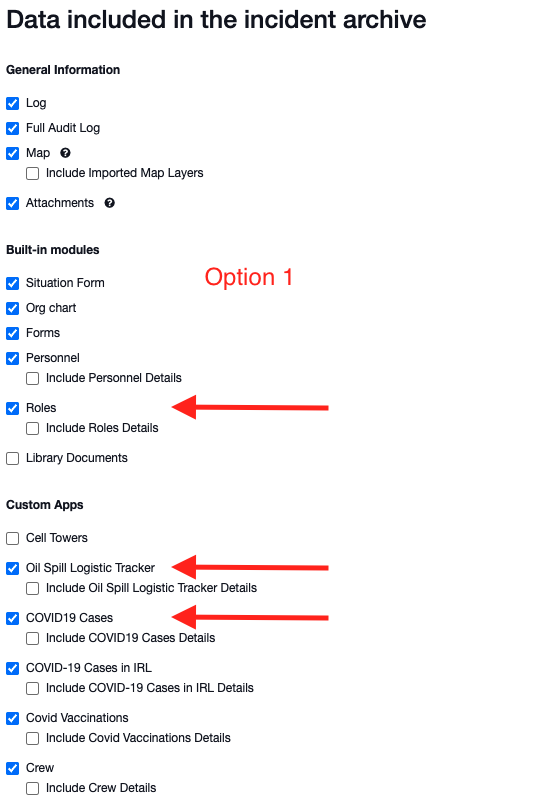 Data included in the incident archive
General Information
Log
Full Audit Log
Map ?
Include Imported Map Layers
Attachments ?
Built-in modules
Option 1
Situation Form
Org chart
Forms
Personnel
Include Personnel Details
Roles
Include Roles Details
Library Documents
Custom Apps
Cell Towers
Oil Spill Logistic Tracker
Include Oil Spill Logistic Tracker Details
COVID19 Cases
Include COVID19 Cases Details
COVID-19 Cases in IRL
Include COVID-19 Cases in IRL Details
Covid Vaccinations
Include Covid Vaccinations Details
Crew
Include Crew Details